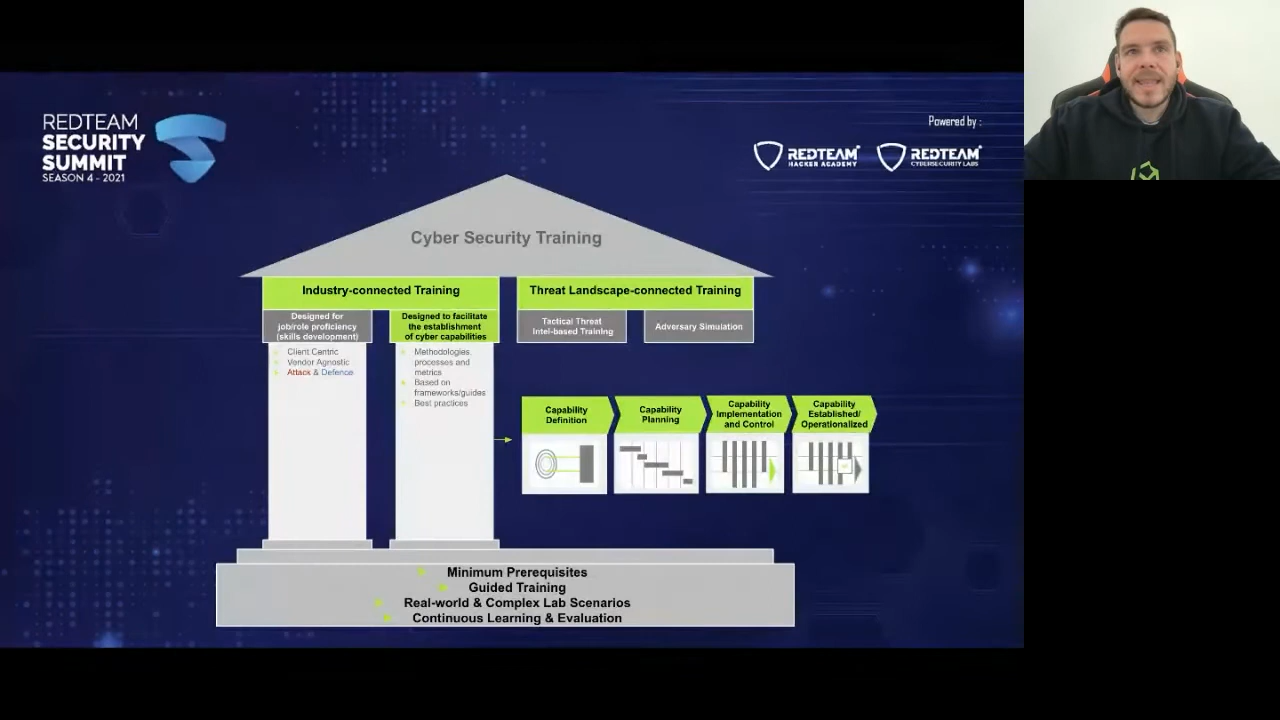 REDTEAM
SECURITY
SUMMIT
SEASON 4 - 2021
Powered by :
REDTEAM
HACKER ACADEMY
REDTEAM
CYBERSECURITY LABS
Cyber Security Training
Industry-connected Training
Threat Landscape-connected Training
Designed for
job/role proficiency
(skills development)
Designed to facilitate
the establishment
of cyber capabilities
Tactical Threat
Intel-based Training
Adversary Simulation
Client Centric
Vendor Agnostic
Attack & Defence
Methodologies,
processes and
metrics
Based on
frameworks/guides
Best practices
Capability
Definition
Capability
Planning
Capability
Implementation
and Control
Capability
Established/
Operationalized
Minimum Prerequisites
Guided Training
Real-world & Complex Lab Scenarios
Continuous Learning & Evaluation